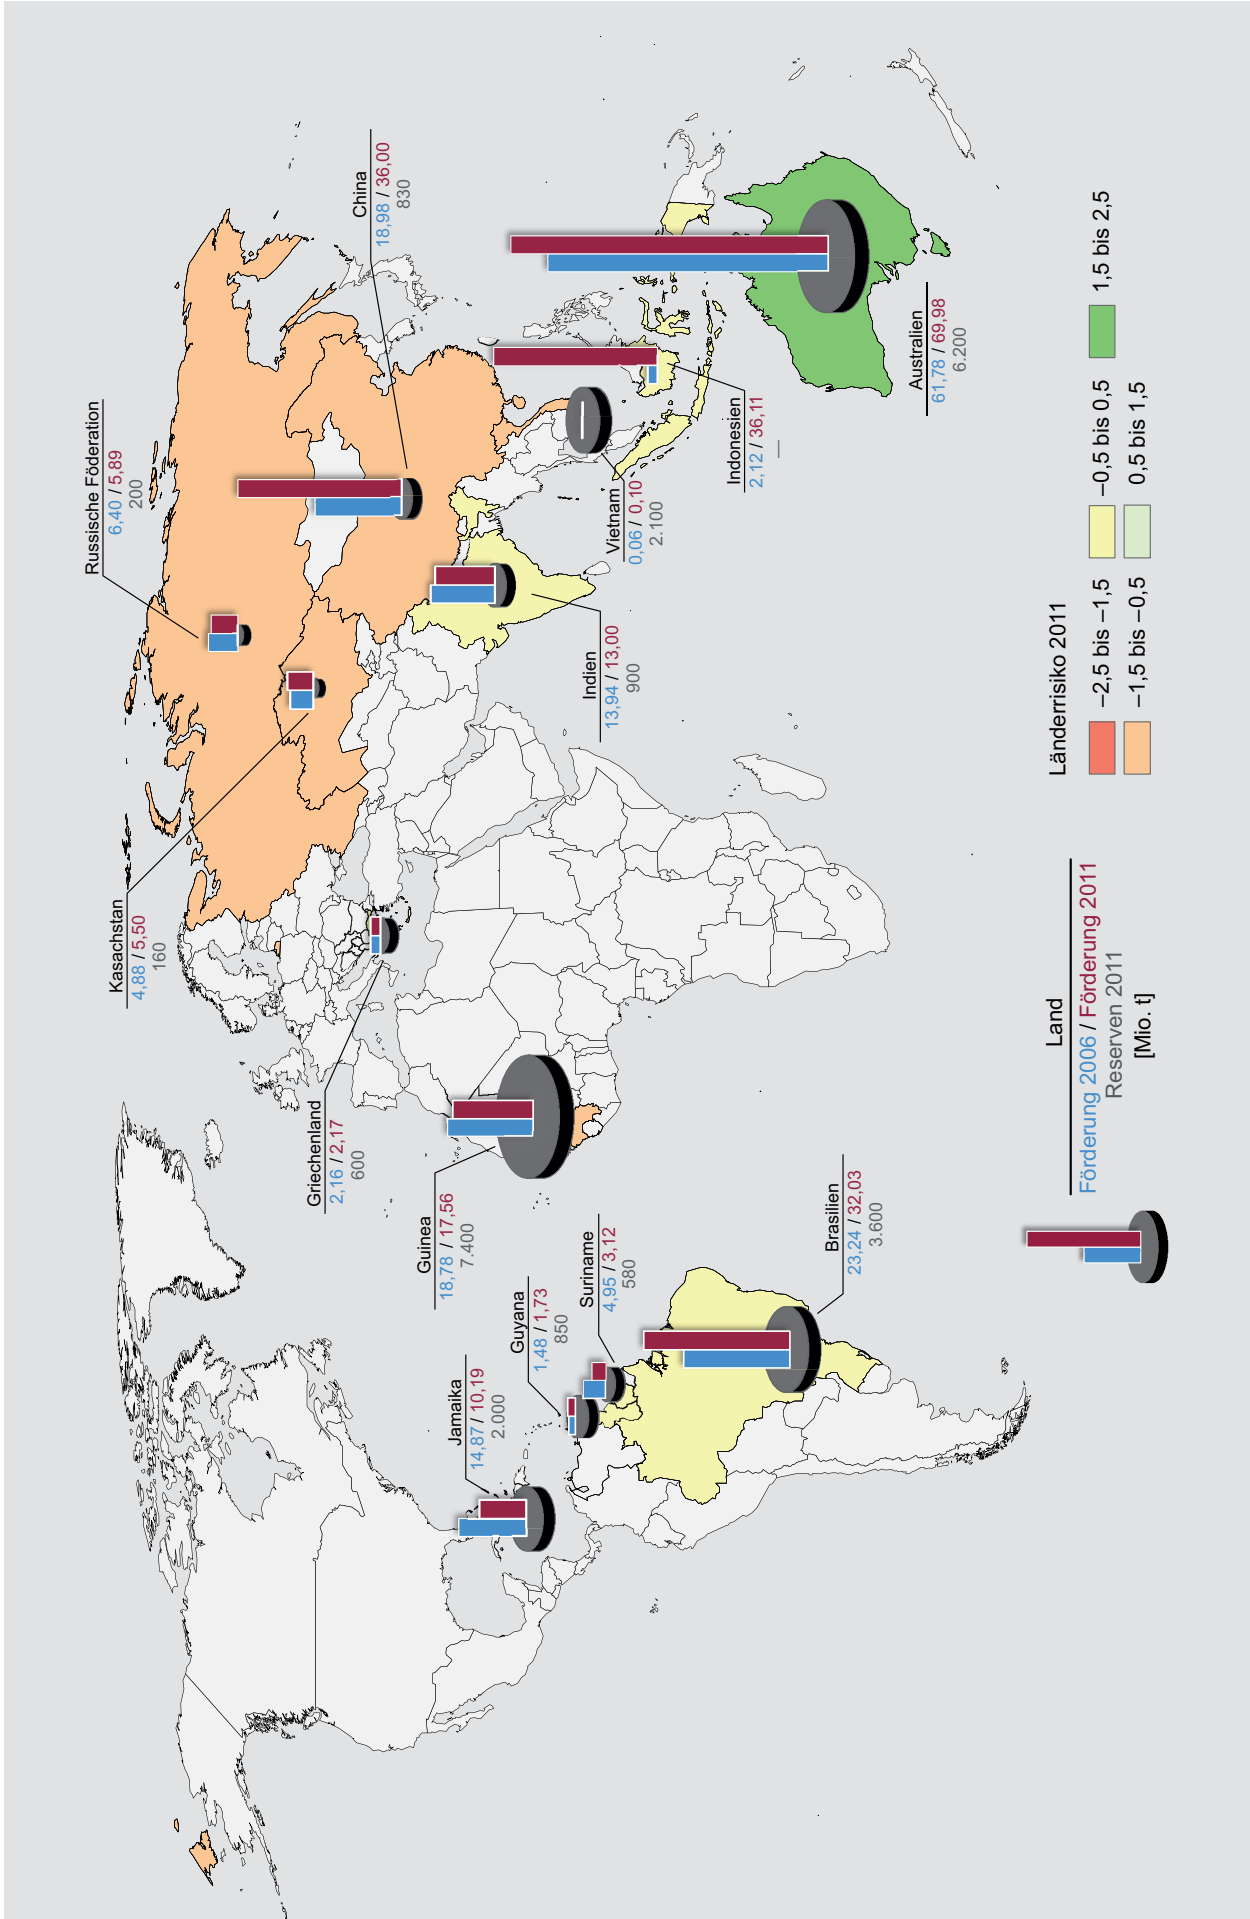 Russische Föderation
6,40 / 5,89
200
China
18,98 / 36,00
830
Kasachstan
4,88 / 5,50
160
Griechenland
2,16 / 2,17
600
Guinea
18,78 / 17,56
7.400
Jamaika
14,87 / 10,19
2.000
Guyana
1,48 / 1,73
850
Suriname
4,95 / 3,12
580
Brasilien
23,24 / 32,03
3.600
Indien
13,94 / 13,00
900
Vietnam
0,06 / 0,10
2.100
Indonesien
2,12 / 36,11
—
Australien
61,78 / 69,98
6.200
Land
Förderung 2006 / Förderung 2011
Reserven 2011
[Mio. t]
Länderrisiko 2011
–2,5 bis –1,5
–1,5 bis –0,5
–0,5 bis 0,5
0,5 bis 1,5
1,5 bis 2,5